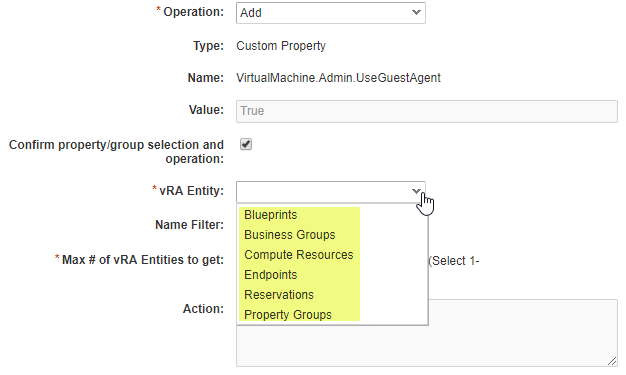 * Operation: Add
Type: Custom Property
Name: VirtualMachine.Admin.UseGuestAgent
Value: True
Confirm property/group selection and
operation:
* vRA Entity:
Blueprints
Name Filter:
Business Groups
Compute Resources
* Max # of vRA Entities to get: (Select 1-
Endpoints
Reservations
Action:
Property Groups